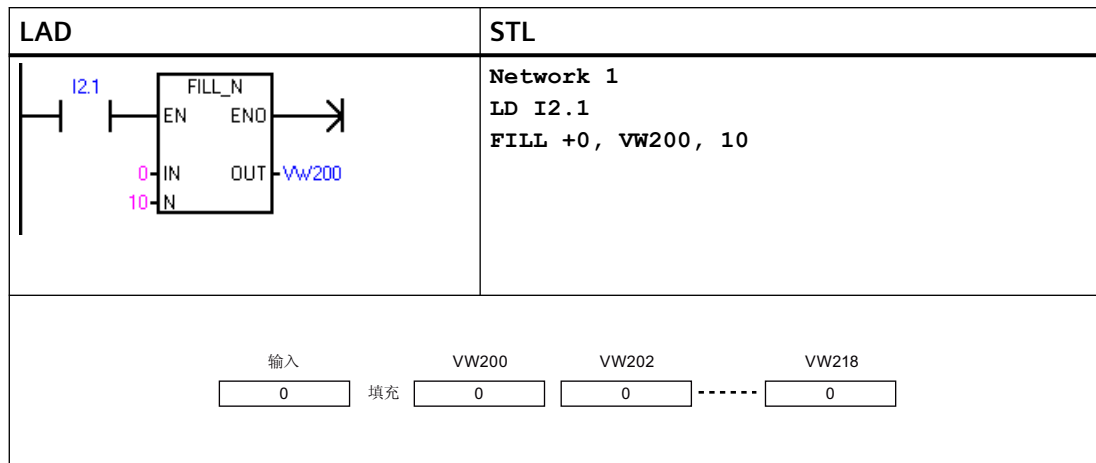 LAD
STL
I2.1
FILL_N
EN ENO
0 IN OUT VW200
10 N
Network 1
LD I2.1
FILL +0, VW200, 10
输入 VW200 VW202 VW218
0 填充 0 0 0